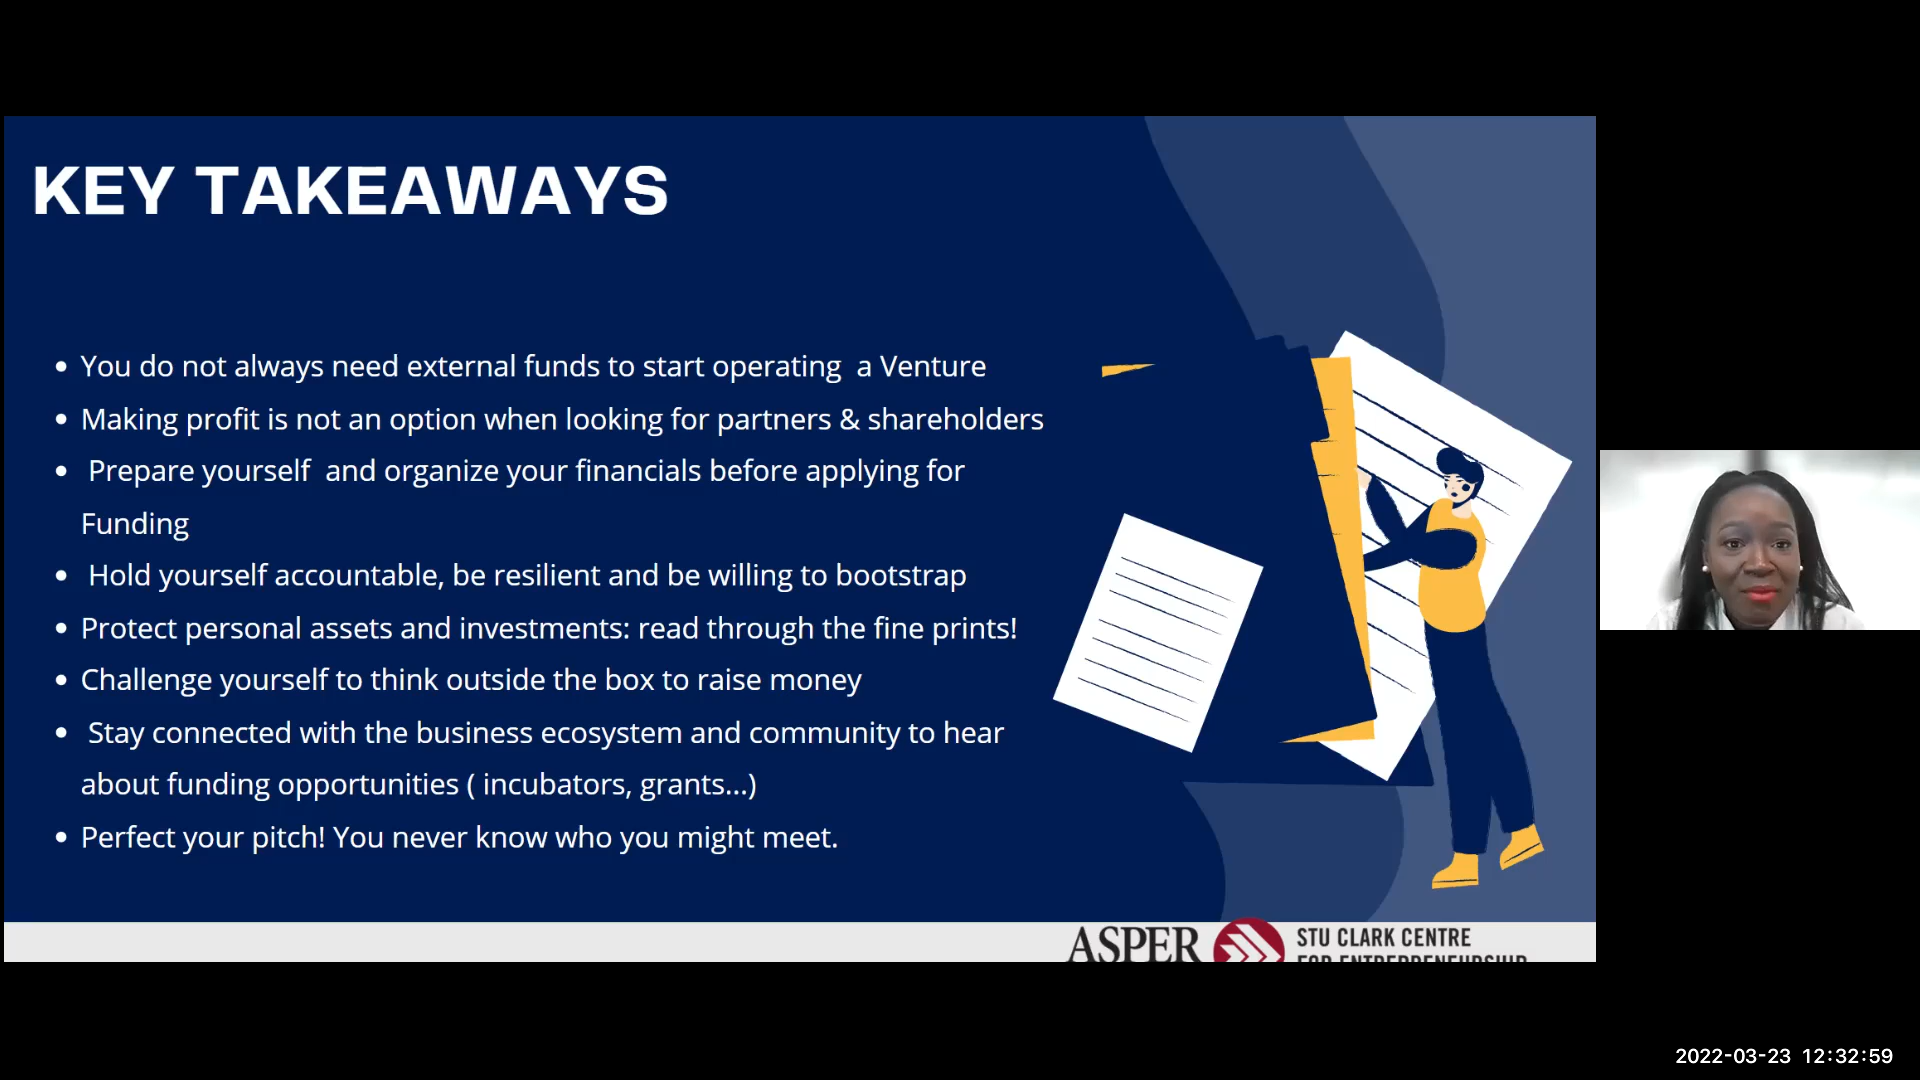 KEY TAKEAWAYS
• You do not always need external funds to start operating  a Venture
• Making profit is not an option when looking for partners & shareholders
•  Prepare yourself  and organize your financials before applying for
Funding
•  Hold yourself accountable, be resilient and be willing to bootstrap
• Protect personal assets and investments: read through the fine prints!
• Challenge yourself to think outside the box to raise money
•  Stay connected with the business ecosystem and community to hear
about funding opportunities ( incubators, grants...)
• Perfect your pitch! You never know who you might meet.
ASPER
STU CLARK CENTRE
FOR ENTREPRENEURSHIP
2022-03-23 12:32:59